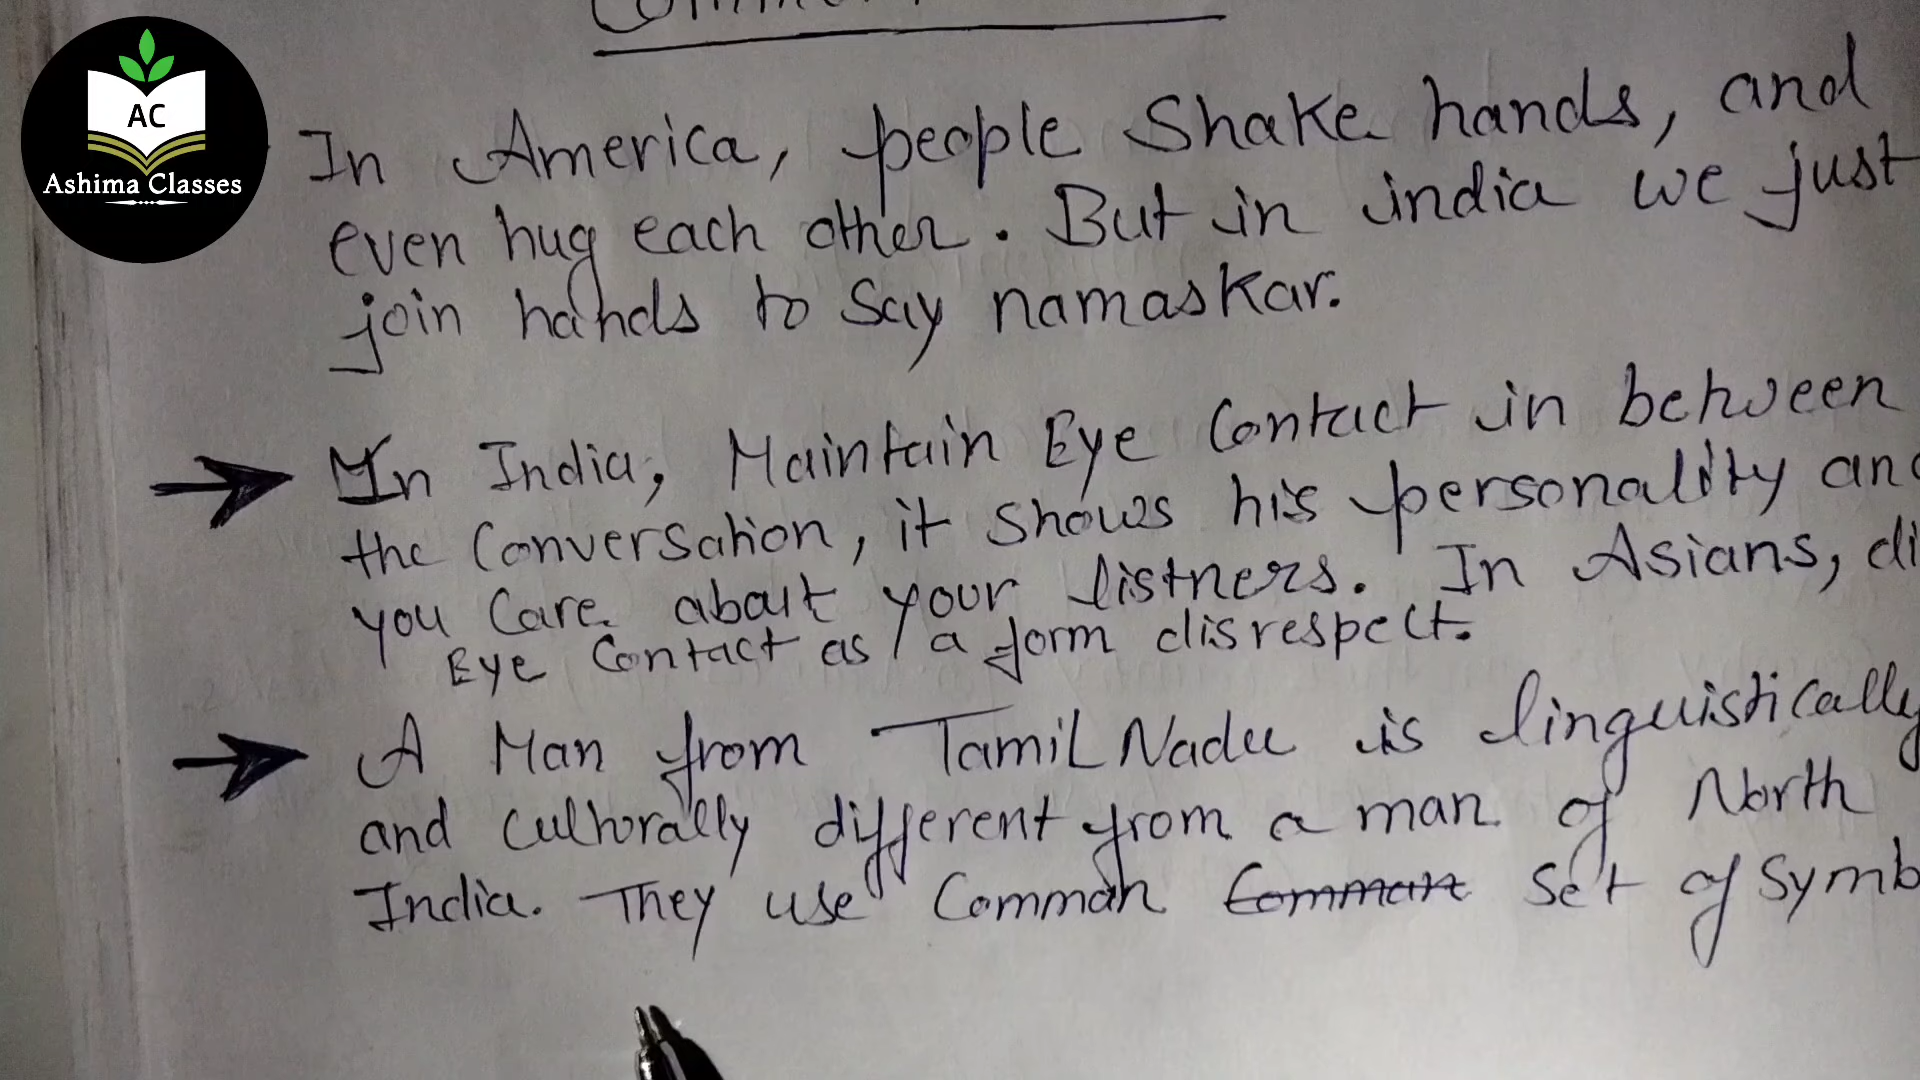 AC
Ashima Classes
In America, people Shake hands, and
even hug each other. But in india we just
join hands to Say namaskar.
In India, Maintain Eye Contact in between
the Conversation, it shows his personality and
you Care about your listners. In Asians, di
Eye Contact as a form disrespect.
A Man from Tamil Nadu is linguistically
and culturally different from a man of North
India. They use Comman Comman Set of Symb